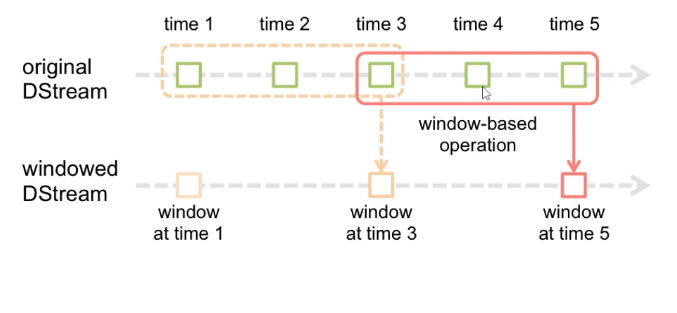 time 1 time 2 time 3 time 4 time 5
original
DStream
window-based
operation
windowed
DStream
window
at time 1
window
at time 3
window
at time 5